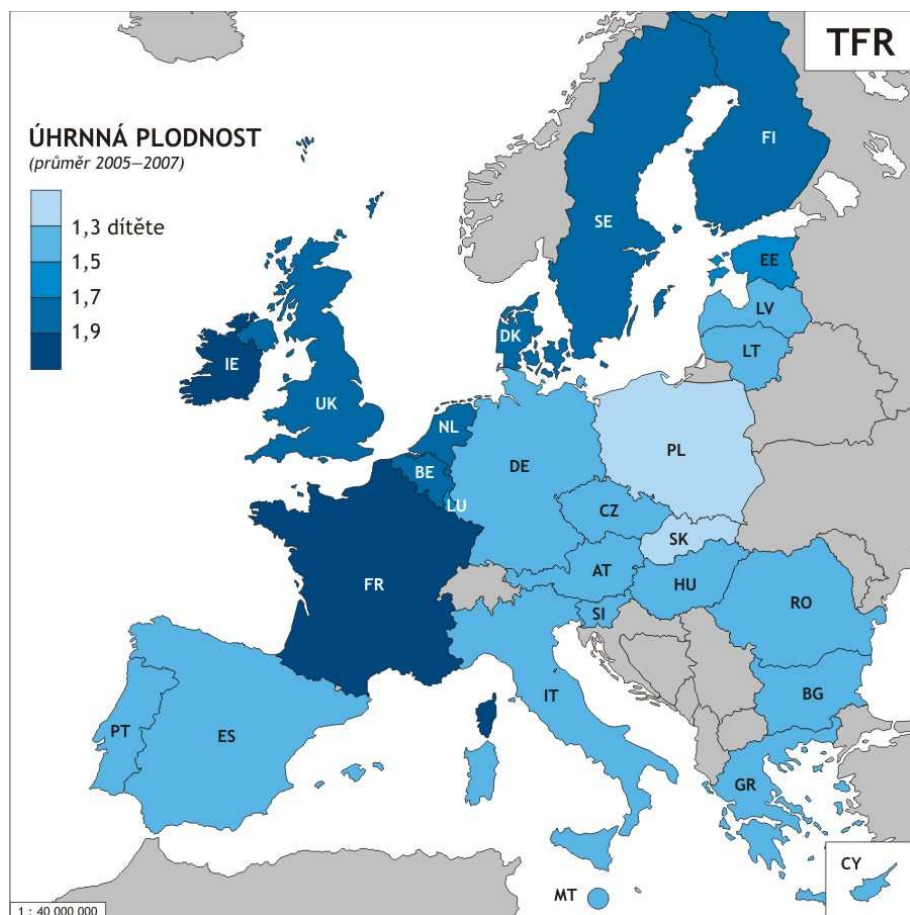 TFR
ÚHRNNÁ PLODNOST
(průměr 2005–2007)
1,3 dítěte
1,5
1,7
1,9
FI
SE
EE
LV
LT
DK
IE
UK
NL
BE
LU
DE
PL
CZ
SK
AT
HU
SI
RO
FR
IT
BG
PT
ES
GR
CY
MT
1 : 40 000 000